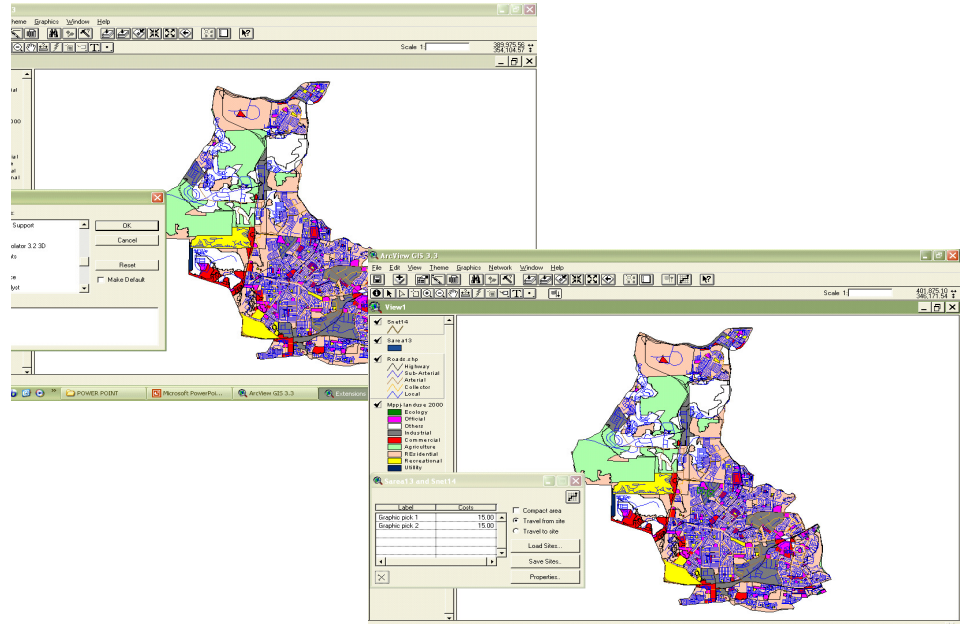 heme Graphics Window Help
Scale 1:
389,975.56
354,104.57
Support
OK
olator 3.2 3D
Cancel
Reset
Make Default
POWER POINT
Microsoft PowerPoi...
ArcView GIS 3.3
Extensions
ArcView GIS 3.3
File Edit View Theme Graphics Network Window Help
Scale 1:
401,875.10
346,171.54
View1
Snet14
Sarea13
Roads.shp
Highway
Sub-Arterial
Arterial
Collector
Local
Mppl-landuse 2000
Ecology
Official
Others
Industrial
Commercial
Agriculture
REsidential
Recreational
Utility
Sarea13 and Snet14
Label Costs
Graphic pick 1 15.00
Graphic pick 2 15.00
Compact area
Travel from site
Travel to site
Load Sites...
Save Sites..
Properties..